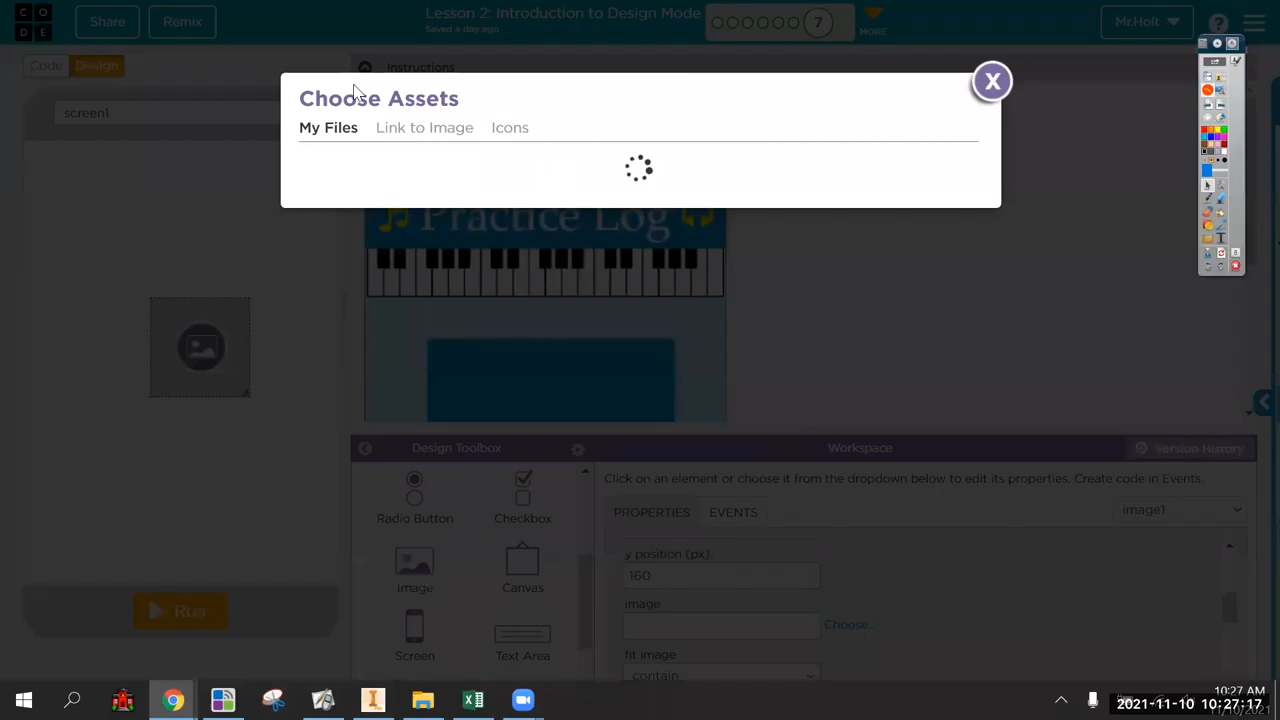 CO
DE
Share
Remix
Lesson 2: Introduction to Design Mode
Saved a day ago
7
MORE
Mr.Holt
?
Code
Design
Instructions
screen1
Choose Assets
X
My Files
Link to Image
Icons
Practice Log
Design Toolbox
Workspace
Version History
Click on an element or choose it from the dropdown below to edit its properties. Create code in Events.
PROPERTIES
EVENTS
image1
Radio Button
Checkbox
Image
Canvas
Screen
Text Area
y position (px)
160
image
Choose...
fit image
contain
Run
10:27 AM
2021-11-10 10:27:17